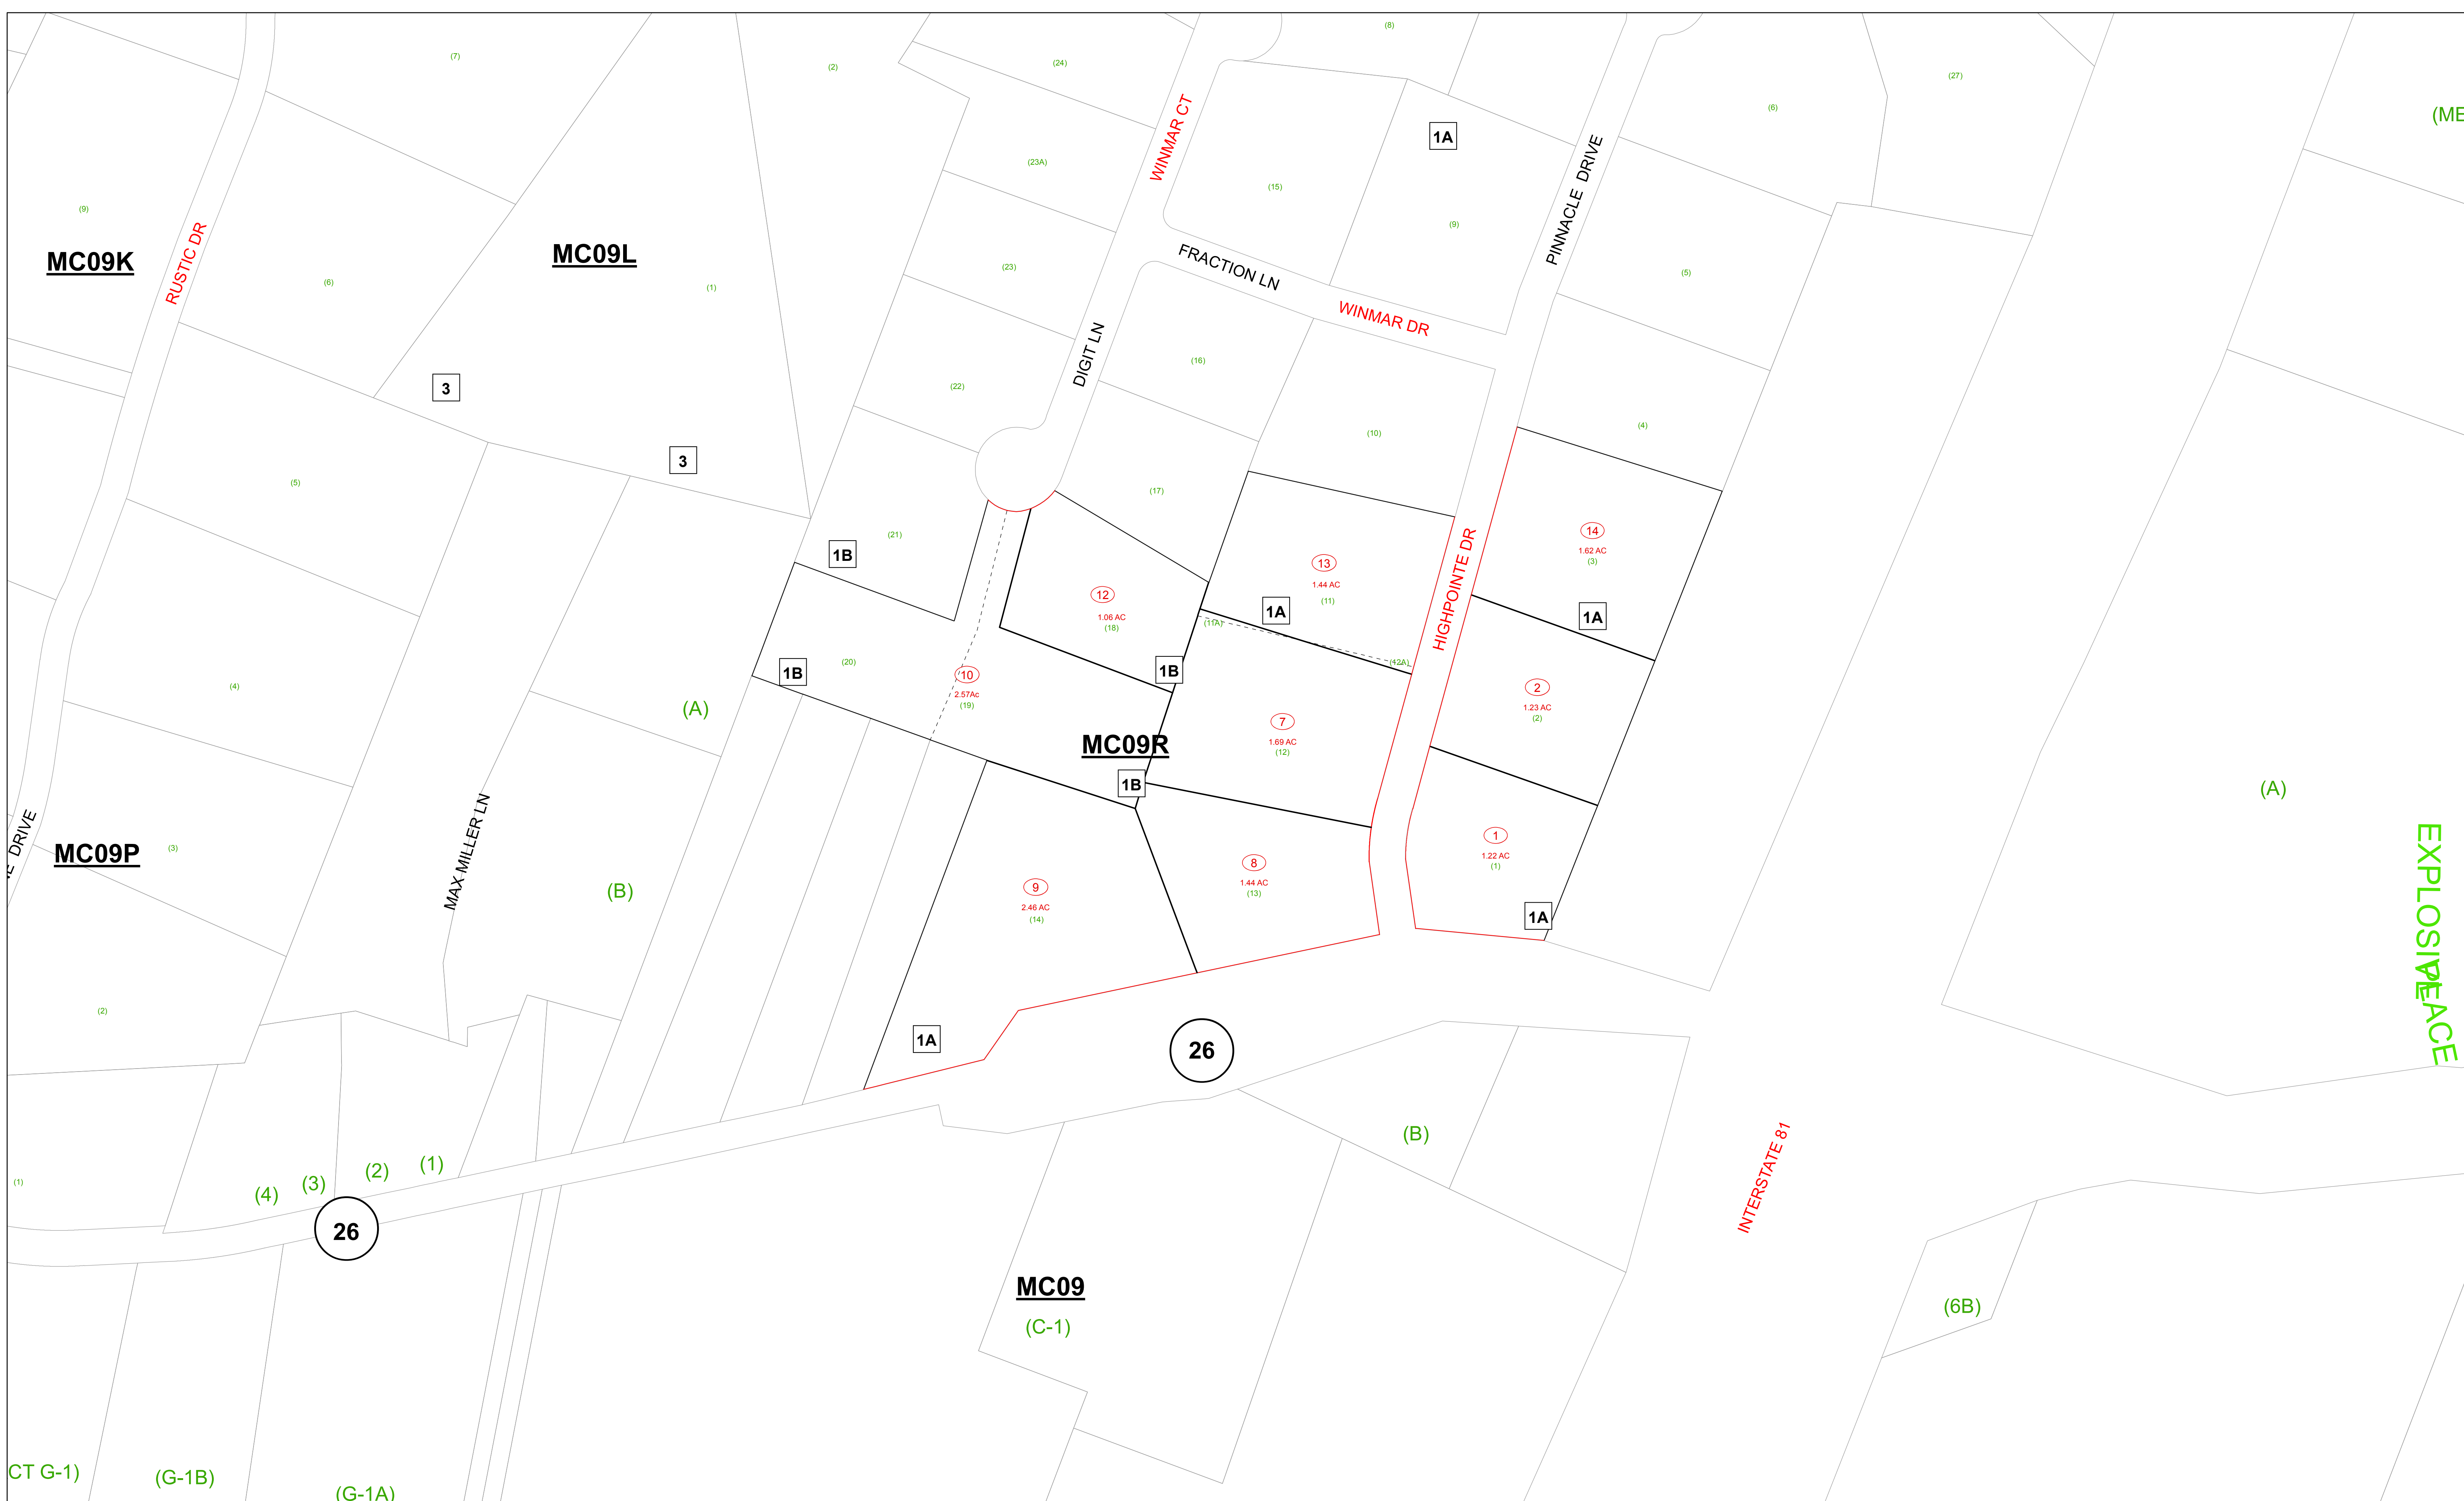 (8)
(7)
(24)
(2)
(27)
(6)
(ME
WINMAR CT
1A
(23A)
(15)
PINNACLE DRIVE
(9)
(9)
RUSTIC DR
MC09K
MC09L
FRACTION LN
(23)
(5)
(6)
(1)
WINMAR DR
DIGIT LN
(16)
3
(22)
(10)
(4)
3
(5)
(17)
14
1.62 AC
(3)
(21)
1B
13
1.44 AC
(11)
HIGHPOINTE DR
12
1.06 AC
(18)
1A
1A
(11A)
(20)
1B
10
2.57Ac
(19)
1B
(12A)
2
1.23 AC
(2)
(4)
(A)
7
1.69 AC
(12)
MC09R
1B
(A)
MAX MILLER LN
E DRIVE
MC09P
(3)
1
1.22 AC
(1)
8
1.44 AC
(13)
9
2.46 AC
(14)
(B)
1A
EXPLOSIVE
PEACE
(2)
1A
26
(B)
INTERSTATE 81
(1)
(2)
(3)
(4)
(1)
26
MC09
(C-1)
(6B)
CT G-1)
(G-1B)
(G-1A)